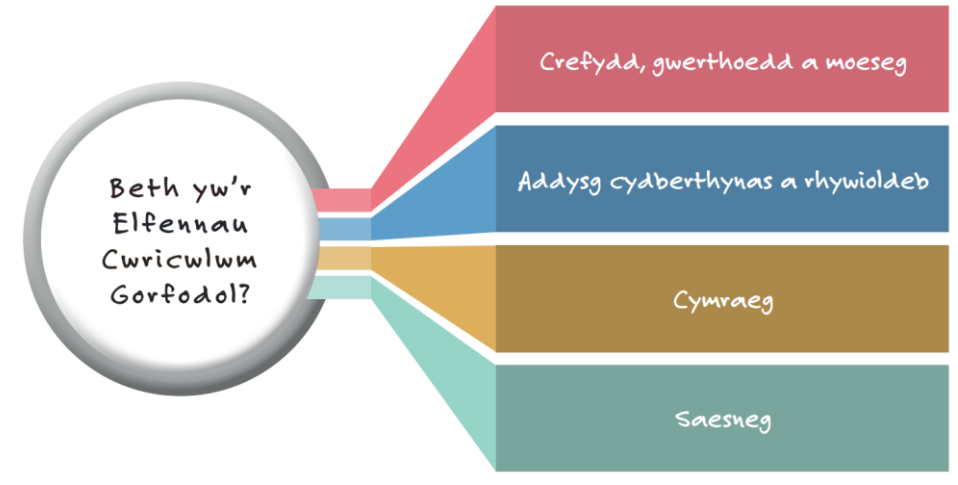 Beth yw'r
Elfennau
Cwricwlwm
Gorfodol?
Crefydd, gwerthoedd a moeseg
Addysg cydberthynas a rhywioldeb
Cymraeg
Saesneg